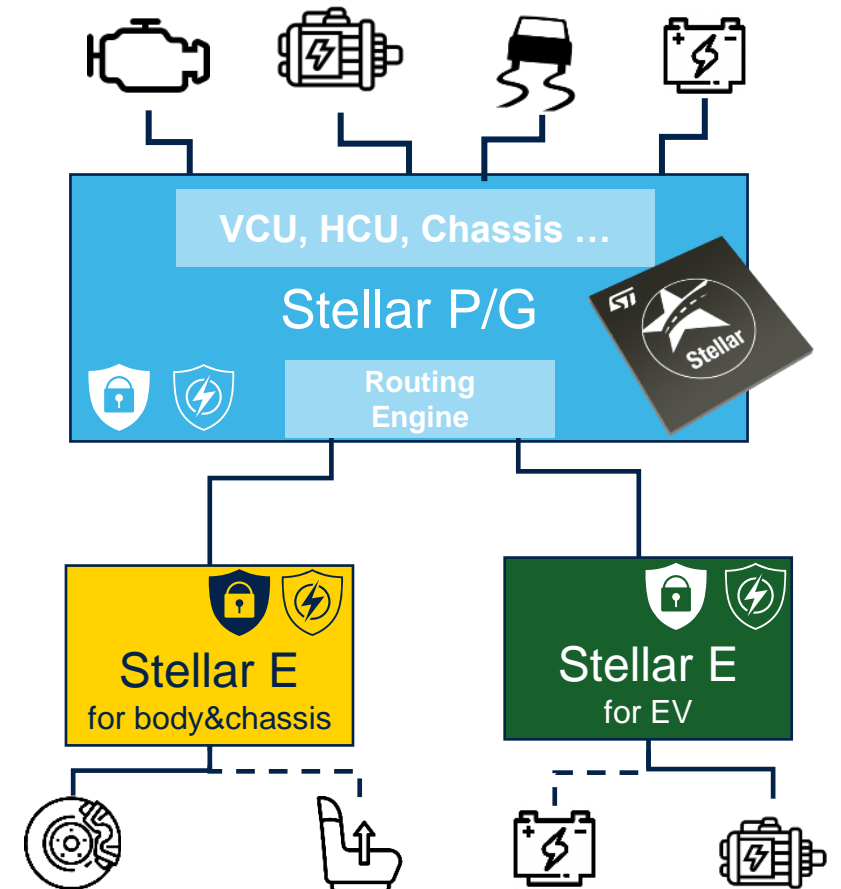 VCU, HCU, Chassis …
Stellar P/G
ST
Stellar
Routing
Engine
Stellar E
for body&chassis
Stellar E
for EV